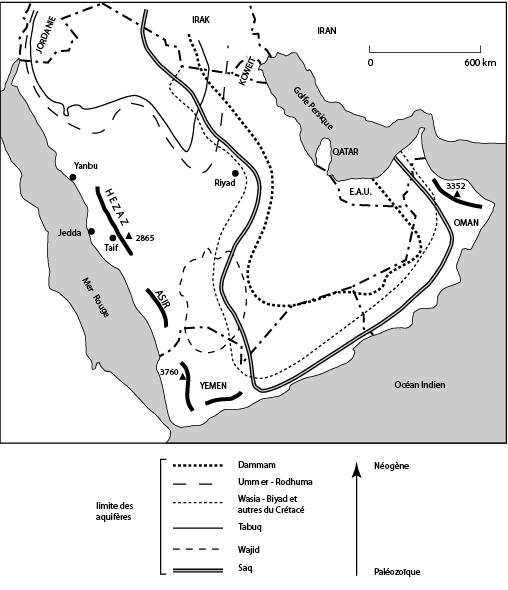 IRAK
IRAN
JORDANIE
KOWEIT
0 600 km
Golfe Persique
QATAR
Yanbu
Riyad
E.A.U.
3352
HEZAZ
OMAN
Jedda
2865
Taif
Mer Rouge
ASIR
3760
YEMEN
Océan Indien
limite des
aquifères
Dammam
Umm er - Rodhuma
Wasia - Biyad et
autres du Crétacé
Tabuq
Wajid
Saq
Néogène
Paléozoïque